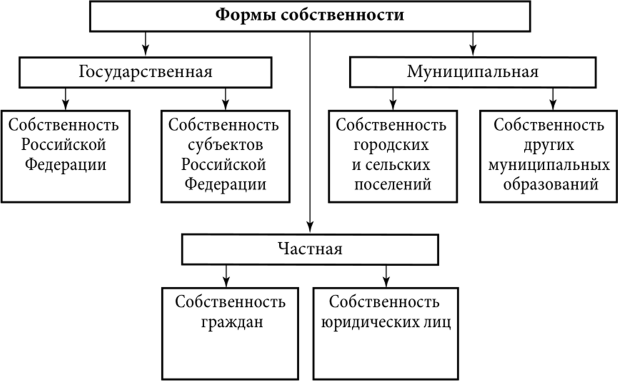 Формы собственности
Государственная
Муниципальная
Собственность
Российской
Федерации
Собственность
субъектов
Российской
Федерации
Собственность
городских
и сельских
поселений
Собственность
других
муниципальных
образований
Частная
Собственность
граждан
Собственность
юридических лиц